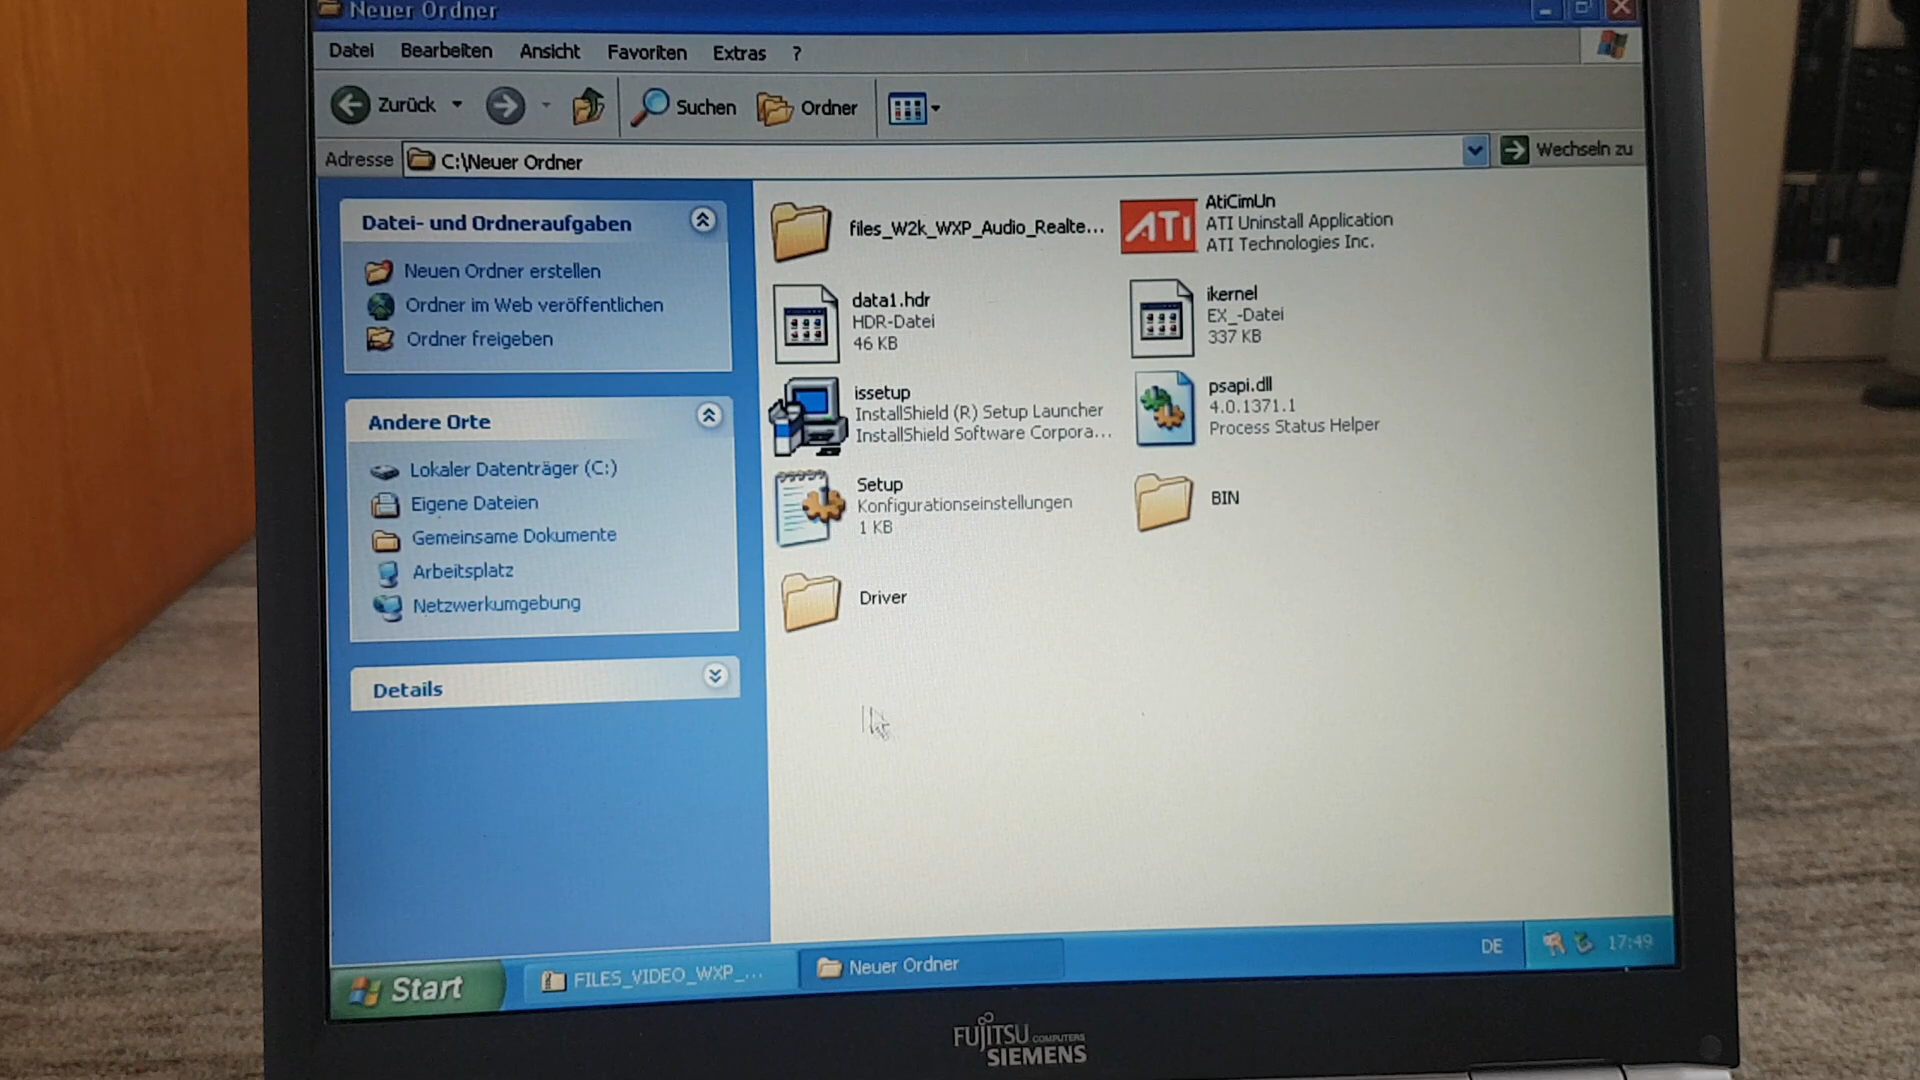 Neuer Ordner
Datei Bearbeiten Ansicht Favoriten Extras ?
Zurück Suchen Ordner
Adresse C:\Neuer Ordner Wechseln zu
Datei- und Ordneraufgaben
Neuen Ordner erstellen
Ordner im Web veröffentlichen
Ordner freigeben
Andere Orte
Lokaler Datenträger (C:)
Eigene Dateien
Gemeinsame Dokumente
Arbeitsplatz
Netzwerkumgebung
Details
files_W2k_WXP_Audio_Realte...
AtiCimUn
ATI Uninstall Application
ATI Technologies Inc.
ATI
data1.hdr
HDR-Datei
46 KB
ikernel
EX_-Datei
337 KB
issetup
InstallShield (R) Setup Launcher
InstallShield Software Corpora...
psapi.dll
4.0.1371.1
Process Status Helper
Setup
Konfigurationseinstellungen
1 KB
BIN
Driver
Start FILES_VIDEO_WXP_... Neuer Ordner DE 17:49
FUJITSU COMPUTERS
SIEMENS